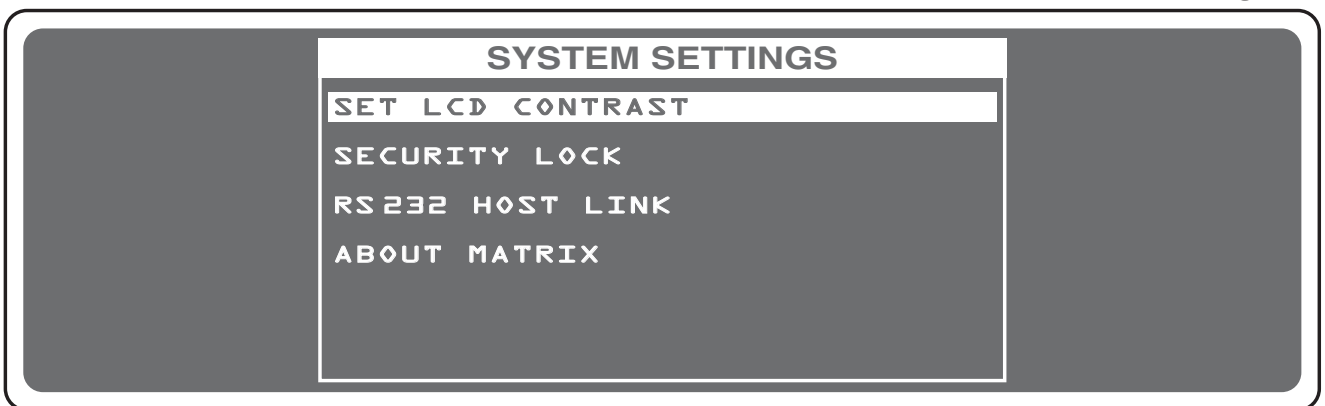 SYSTEM SETTINGS
SET LCD CONTRAST
SECURITY LOCK
RS232 HOST LINK
ABOUT MATRIX